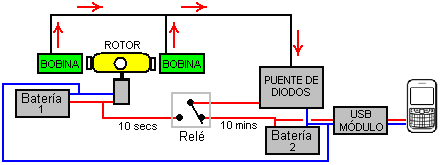 ROTOR
BOBINA
BOBINA
PUENTE DE
DIODOS
Batería
1
10 secs
Relé
10 mins
Batería
2
USB
MÓDULO